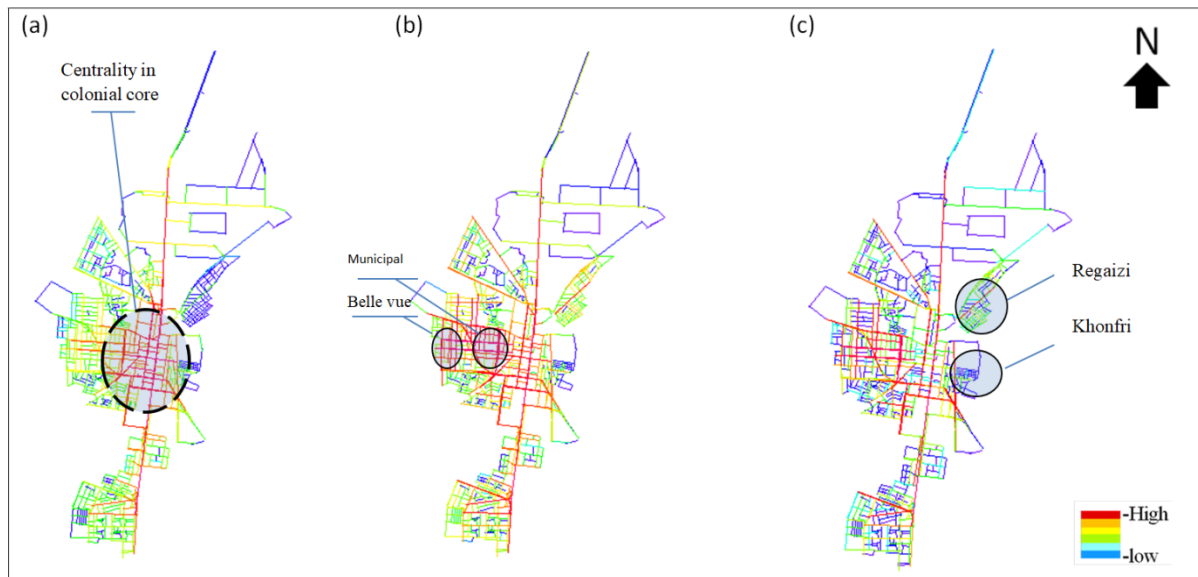 (a)
(b)
(c)
N
Centrality in
colonial core
Municipal
Belle vue
Regaizi
Khonfri
-High
-low